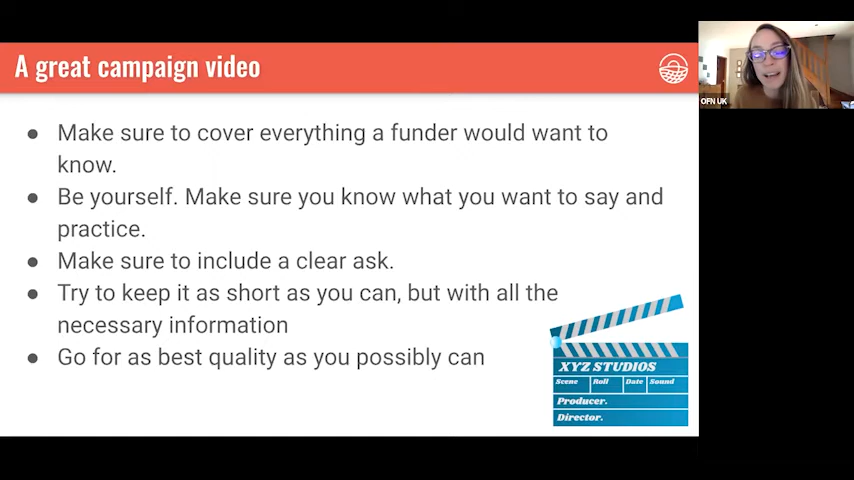 A great campaign video
OFN UK
● Make sure to cover everything a funder would want to
know.
● Be yourself. Make sure you know what you want to say and
practice.
● Make sure to include a clear ask.
● Try to keep it as short as you can, but with all the
necessary information
● Go for as best quality as you possibly can
XYZ STUDIOS
Scene Roll Date Sound
Producer.
Director.